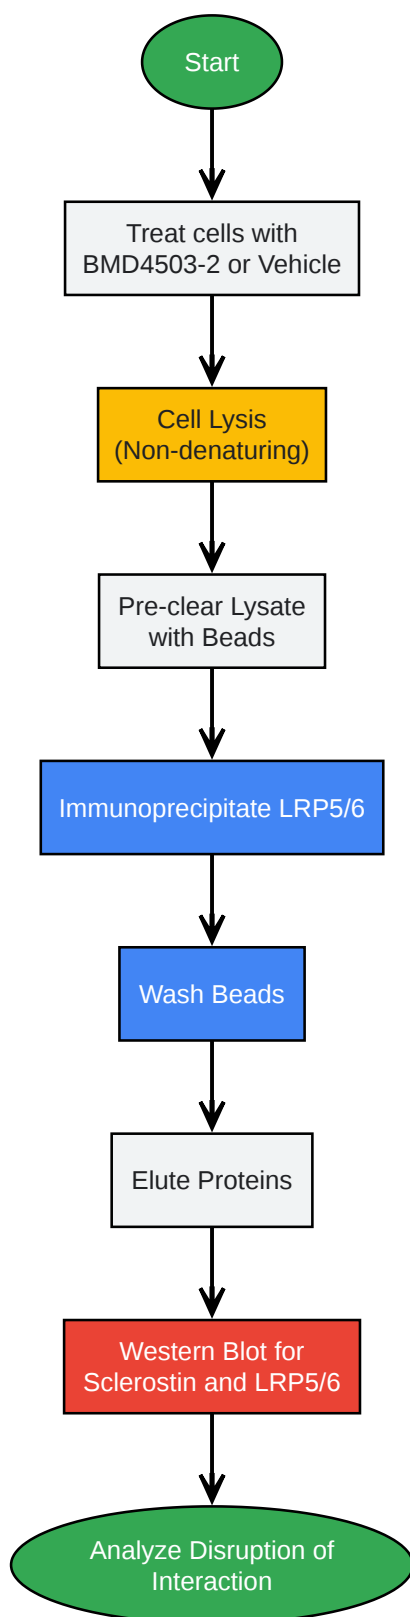 Start
Treat cells with
BMD4503-2 or Vehicle
Cell Lysis
(Non-denaturing)
Pre-clear Lysate
with Beads
Immunoprecipitate LRP5/6
Wash Beads
Elute Proteins
Western Blot for
Sclerostin and LRP5/6
Analyze Disruption of
Interaction